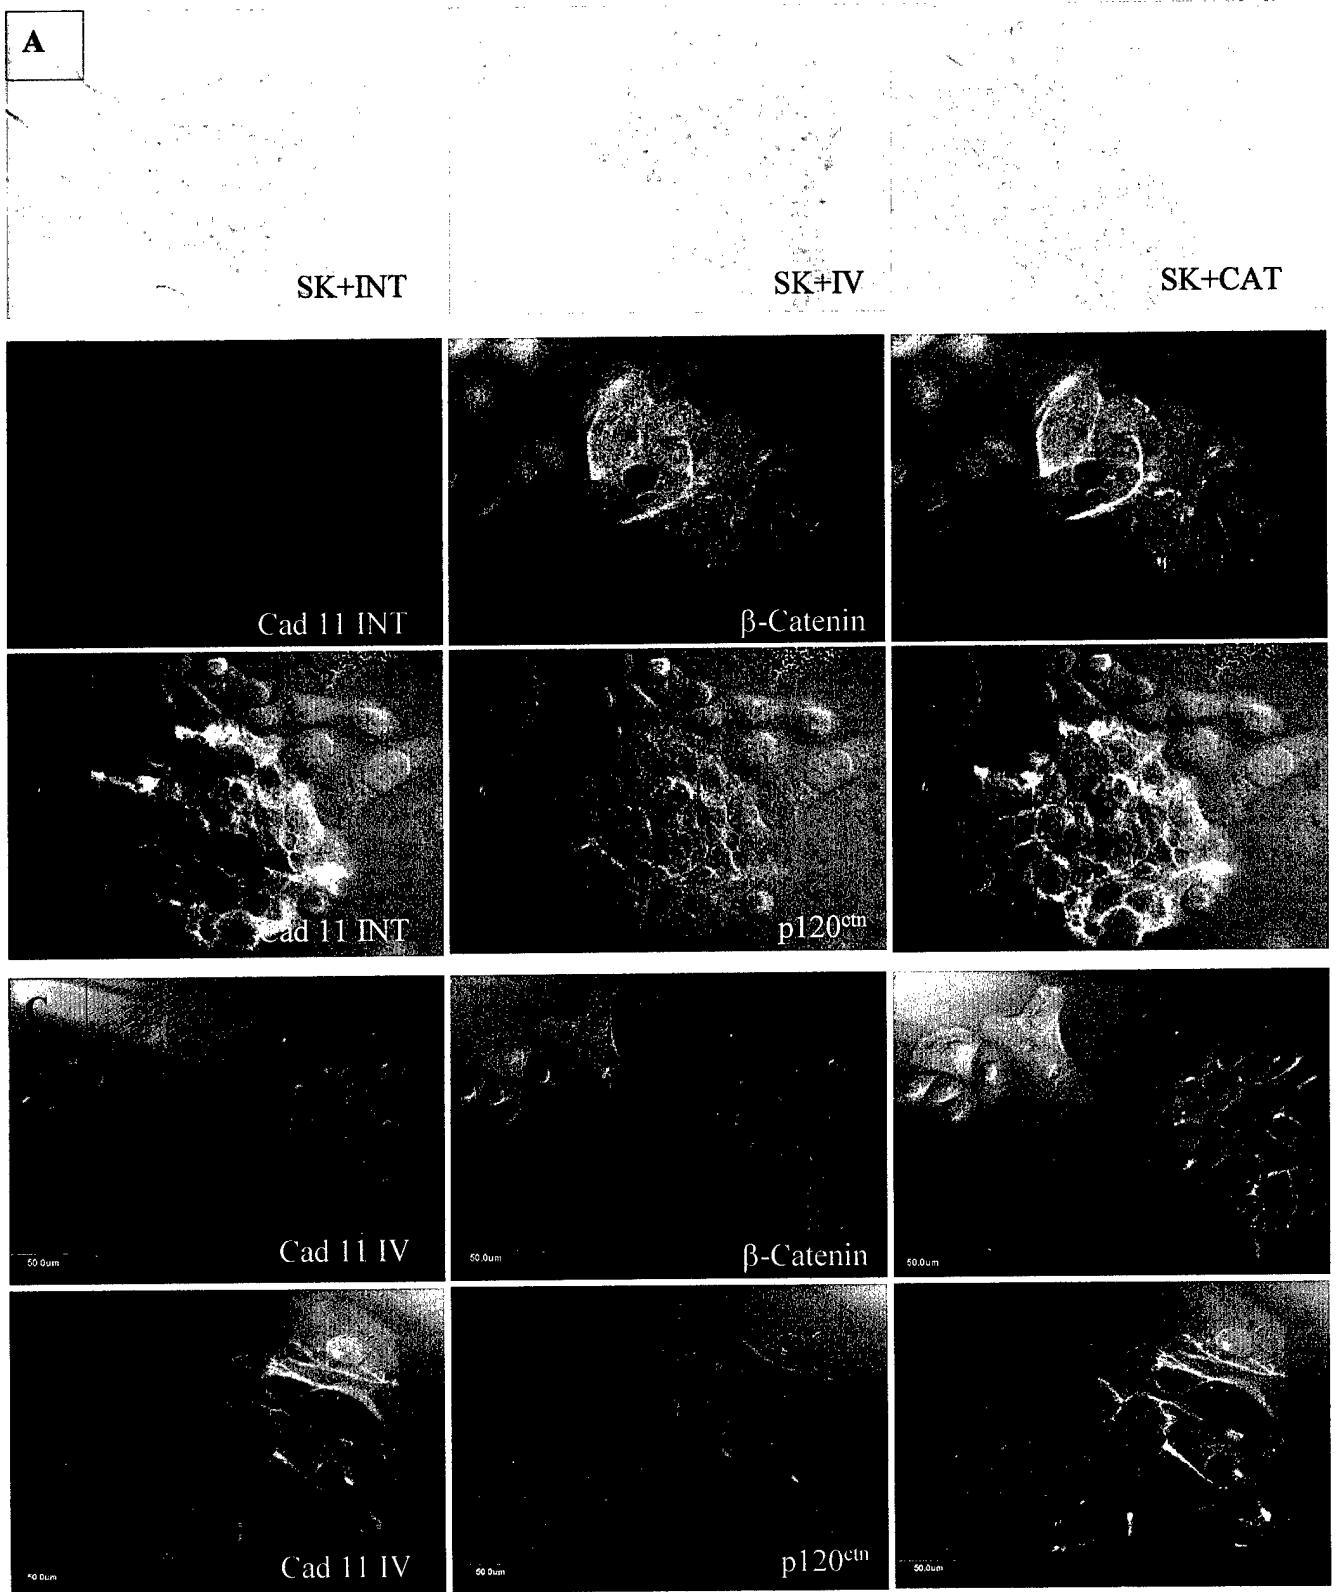 A
SK+INT
SK+IV
SK+CAT
Cad 11 INT
β-Catenin
Cad 11 INT
p120ctn
C
Cad 11 IV
50.0um
β-Catenin
50.0um
50.0um
Cad 11 IV
50.0um
p120ctn
50.0um
50.0um